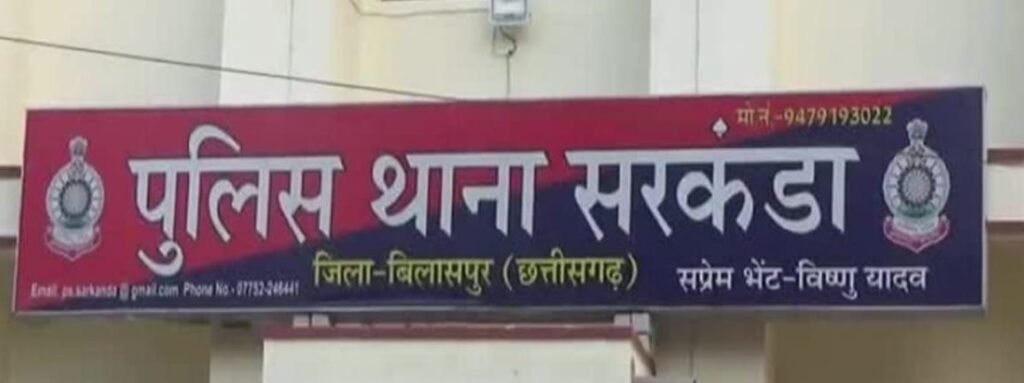 मो नं.-9479193022
पुलिस थाना सरकंडा
जिला-बिलासपुर (छत्तीसगढ़)
Email: ps.sarkanda@gmail.com Phone No.- 07752-246441
सप्रेम भेंट-विष्णु यादव